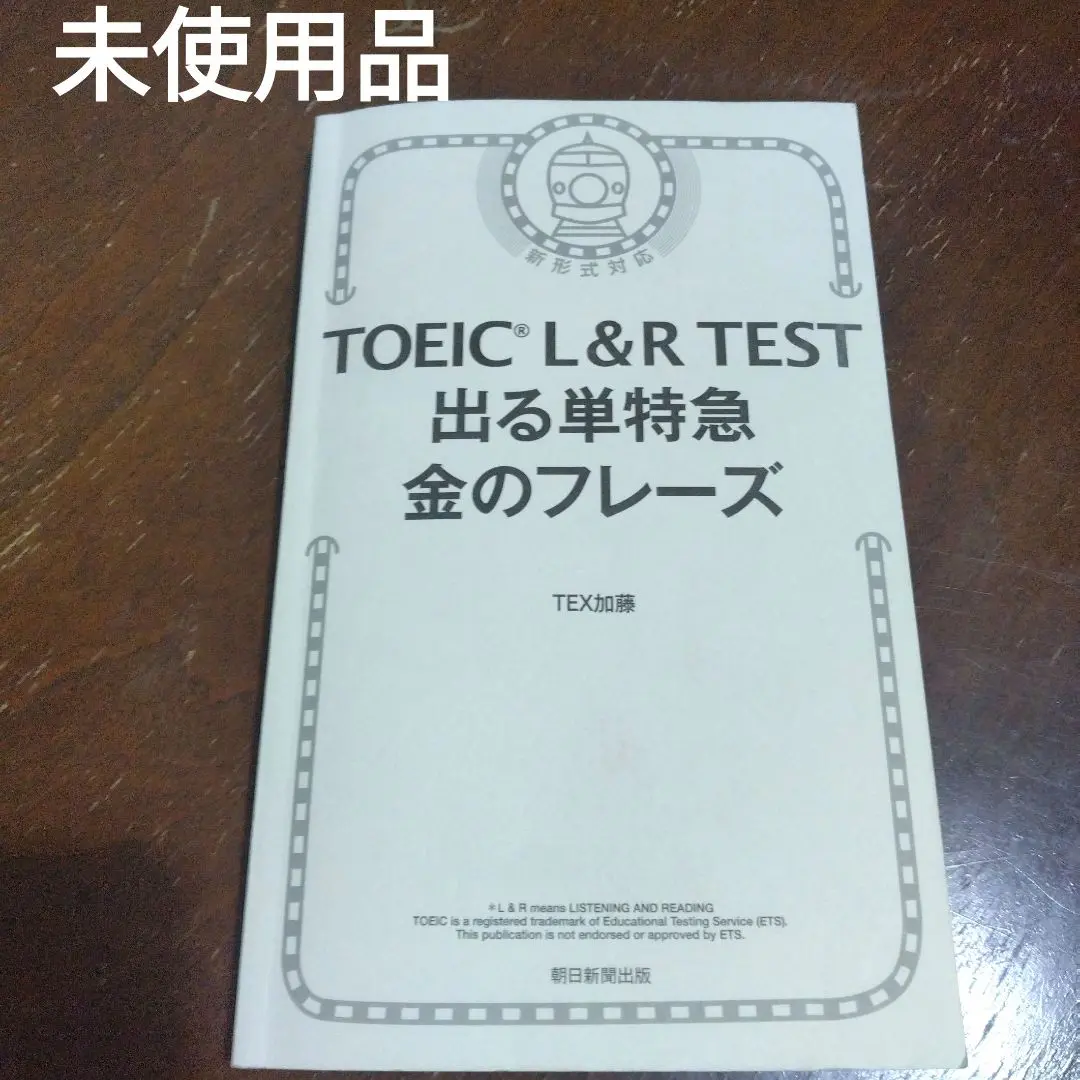 未使用品
新形式対応
TOEIC® L&R TEST
出る単特急
金のフレーズ
TEX加藤
*L & R means LISTENING AND READING
TOEIC is a registered trademark of Educational Testing Service (ETS).
This publication is not endorsed or approved by ETS.
朝日新聞出版